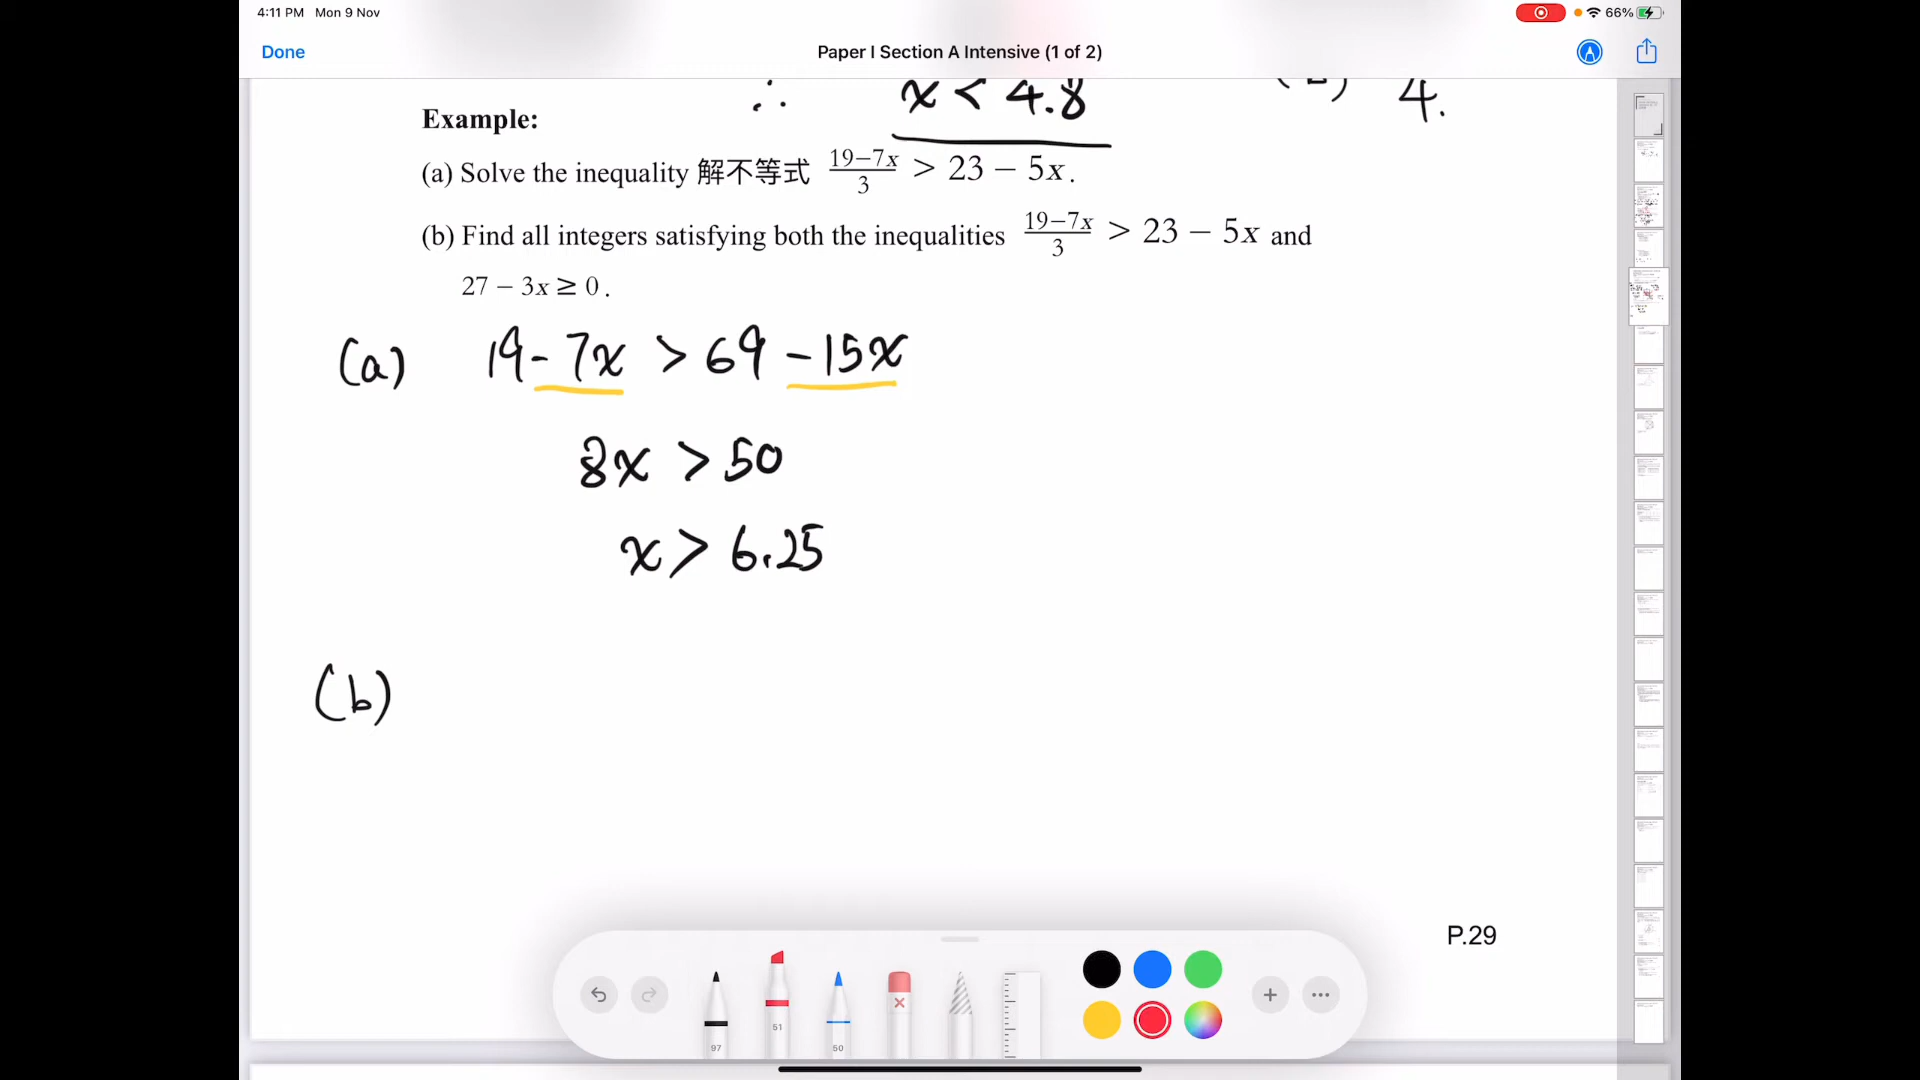 4:11 PM Mon 9 Nov
66%
Done
Paper I Section A Intensive (1 of 2)
∴ x < 4.8
4.
Example:
(a) Solve the inequality 解不等式 (19−7x)/3 > 23 − 5x.
(b) Find all integers satisfying both the inequalities (19−7x)/3 > 23 − 5x and
27 − 3x ≥ 0.
(a) 19 - 7x > 69 - 15x
8x > 50
x > 6.25
(b)
P.29
97
51
50